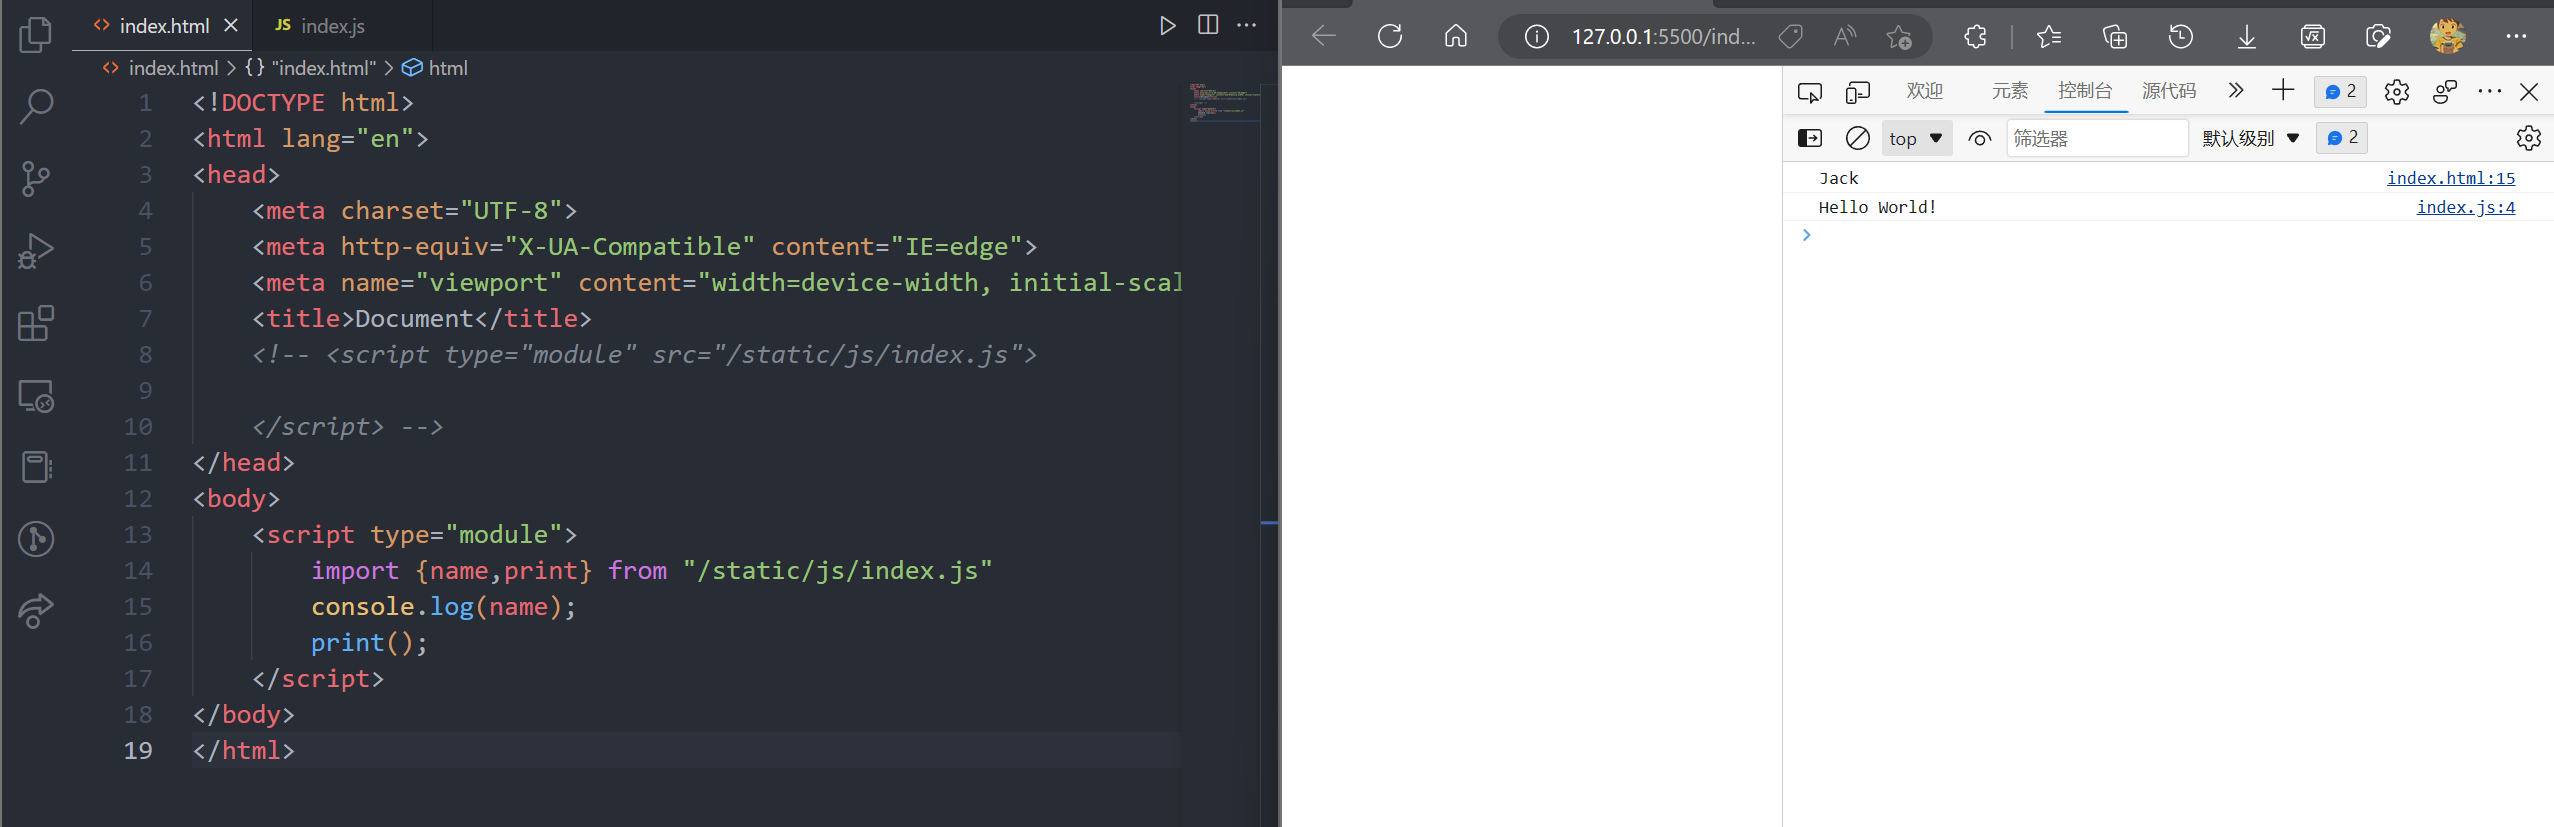 index.html
JS index.js
index.html > {} "index.html" > html
1 <!DOCTYPE html>
2 <html lang="en">
3 <head>
4     <meta charset="UTF-8">
5     <meta http-equiv="X-UA-Compatible" content="IE=edge">
6     <meta name="viewport" content="width=device-width, initial-scal
7     <title>Document</title>
8     <!-- <script type="module" src="/static/js/index.js">
9
10     </script> -->
11 </head>
12 <body>
13     <script type="module">
14         import {name,print} from "/static/js/index.js"
15         console.log(name);
16         print();
17     </script>
18 </body>
19 </html>
127.0.0.1:5500/ind...
欢迎 元素 控制台 源代码 2
top 筛选器 默认级别 2
Jack index.html:15
Hello World! index.js:4